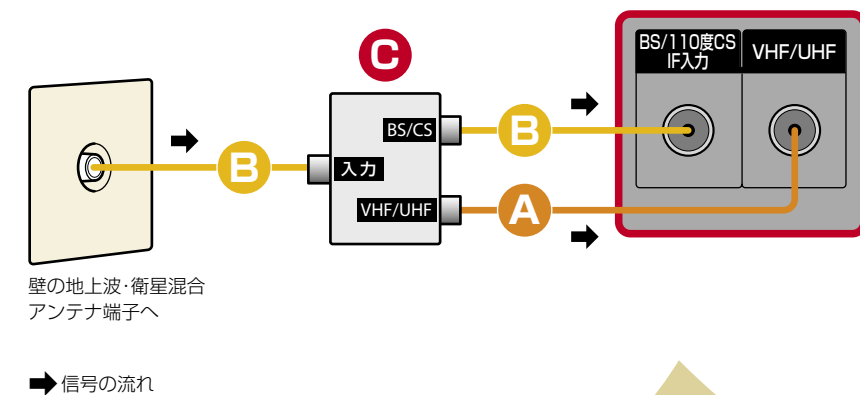 C
BS/110度CS
IF入力
VHF/UHF
BS/CS
B
B
入力
VHF/UHF
A
壁の地上波・衛星混合
アンテナ端子へ
信号の流れ